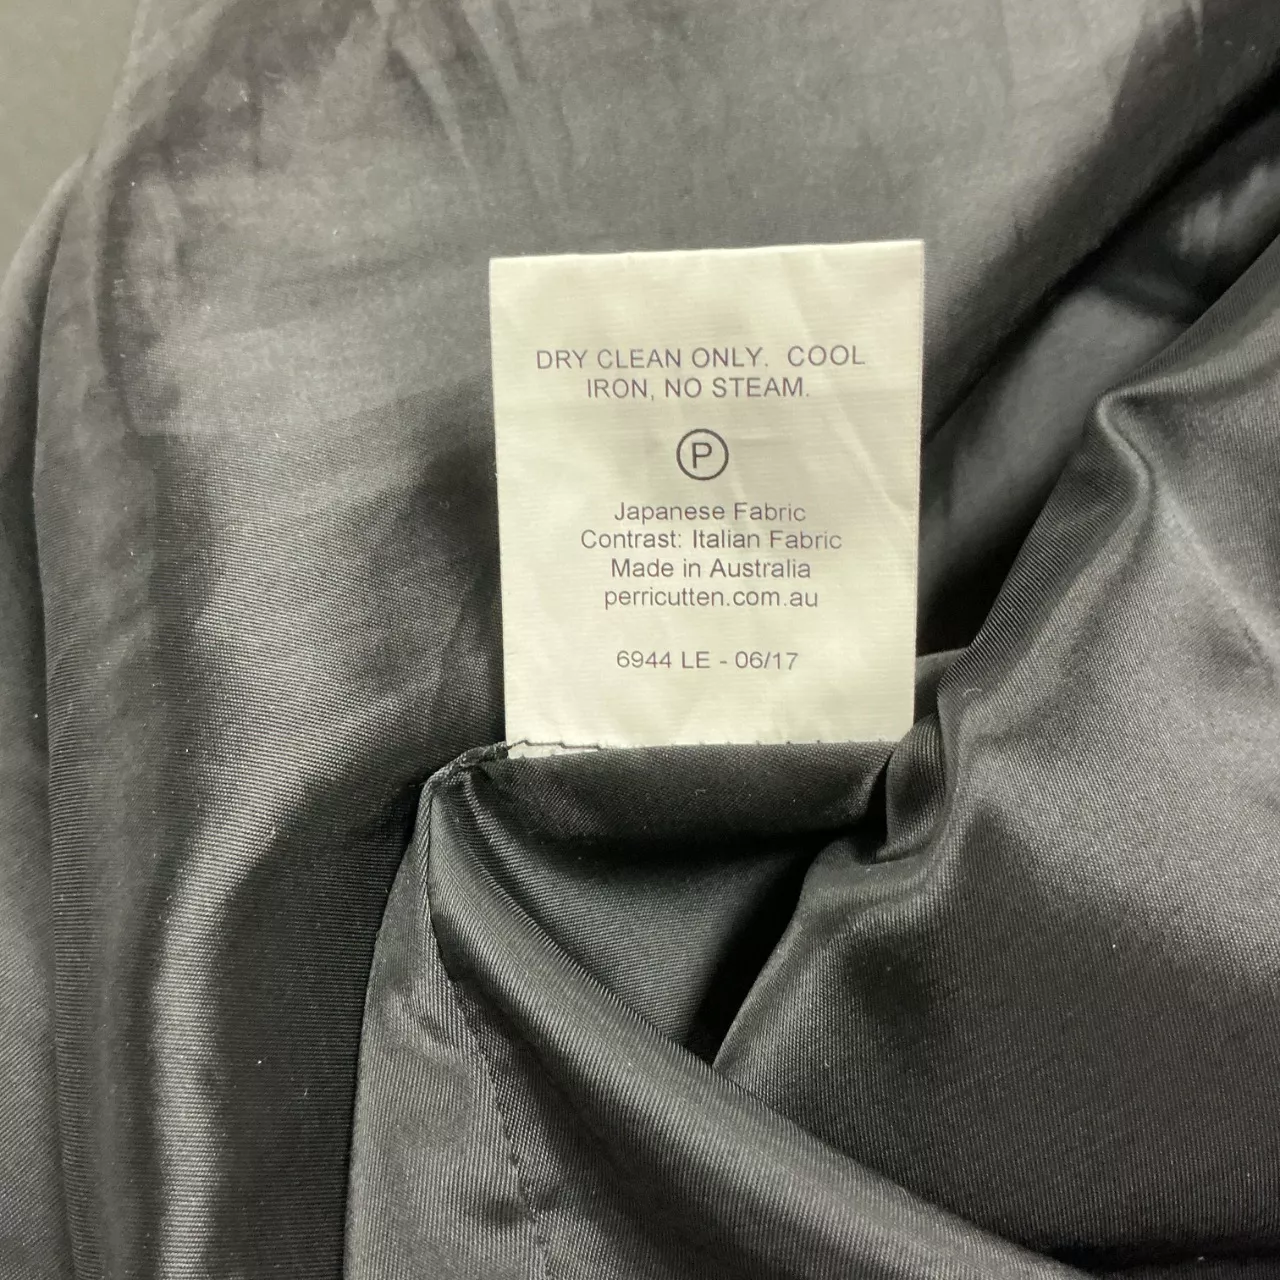 DRY CLEAN ONLY. COOL
IRON, NO STEAM.
P
Japanese Fabric
Contrast: Italian Fabric
Made in Australia
perricutten.com.au
6944 LE - 06/17